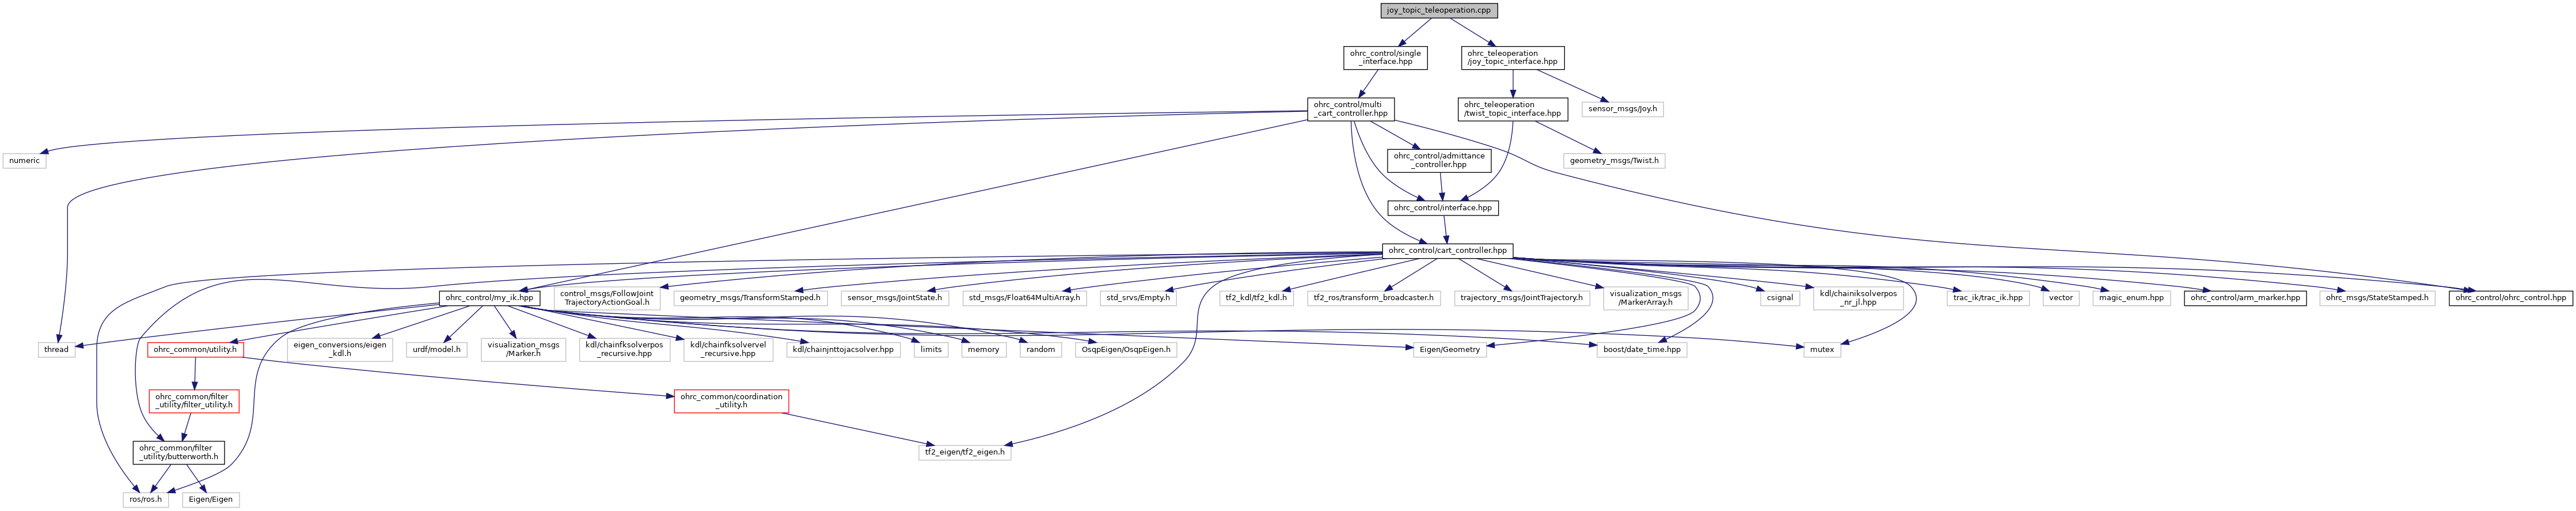 joy_topic_teleoperation.cpp
ohrc_control/single
_interface.hpp
ohrc_teleoperation
/joy_topic_interface.hpp
ohrc_control/multi
_cart_controller.hpp
ohrc_teleoperation
/twist_topic_interface.hpp
sensor_msgs/Joy.h
numeric
ohrc_control/admittance
_controller.hpp
geometry_msgs/Twist.h
ohrc_control/interface.hpp
ohrc_control/cart_controller.hpp
ohrc_control/my_ik.hpp
control_msgs/FollowJoint
TrajectoryActionGoal.h
geometry_msgs/TransformStamped.h
sensor_msgs/JointState.h
std_msgs/Float64MultiArray.h
std_srvs/Empty.h
tf2_kdl/tf2_kdl.h
tf2_ros/transform_broadcaster.h
trajectory_msgs/JointTrajectory.h
visualization_msgs
/MarkerArray.h
csignal
kdl/chainiksolverpos
_nr_jl.hpp
trac_ik/trac_ik.hpp
vector
magic_enum.hpp
ohrc_control/arm_marker.hpp
ohrc_msgs/StateStamped.h
ohrc_control/ohrc_control.hpp
thread
ohrc_common/utility.h
eigen_conversions/eigen
_kdl.h
urdf/model.h
visualization_msgs
/Marker.h
kdl/chainfksolverpos
_recursive.hpp
kdl/chainfksolvervel
_recursive.hpp
kdl/chainjnttojacsolver.hpp
limits
memory
random
OsqpEigen/OsqpEigen.h
Eigen/Geometry
boost/date_time.hpp
mutex
ohrc_common/filter
_utility/filter_utility.h
ohrc_common/coordination
_utility.h
ohrc_common/filter
_utility/butterworth.h
tf2_eigen/tf2_eigen.h
ros/ros.h
Eigen/Eigen